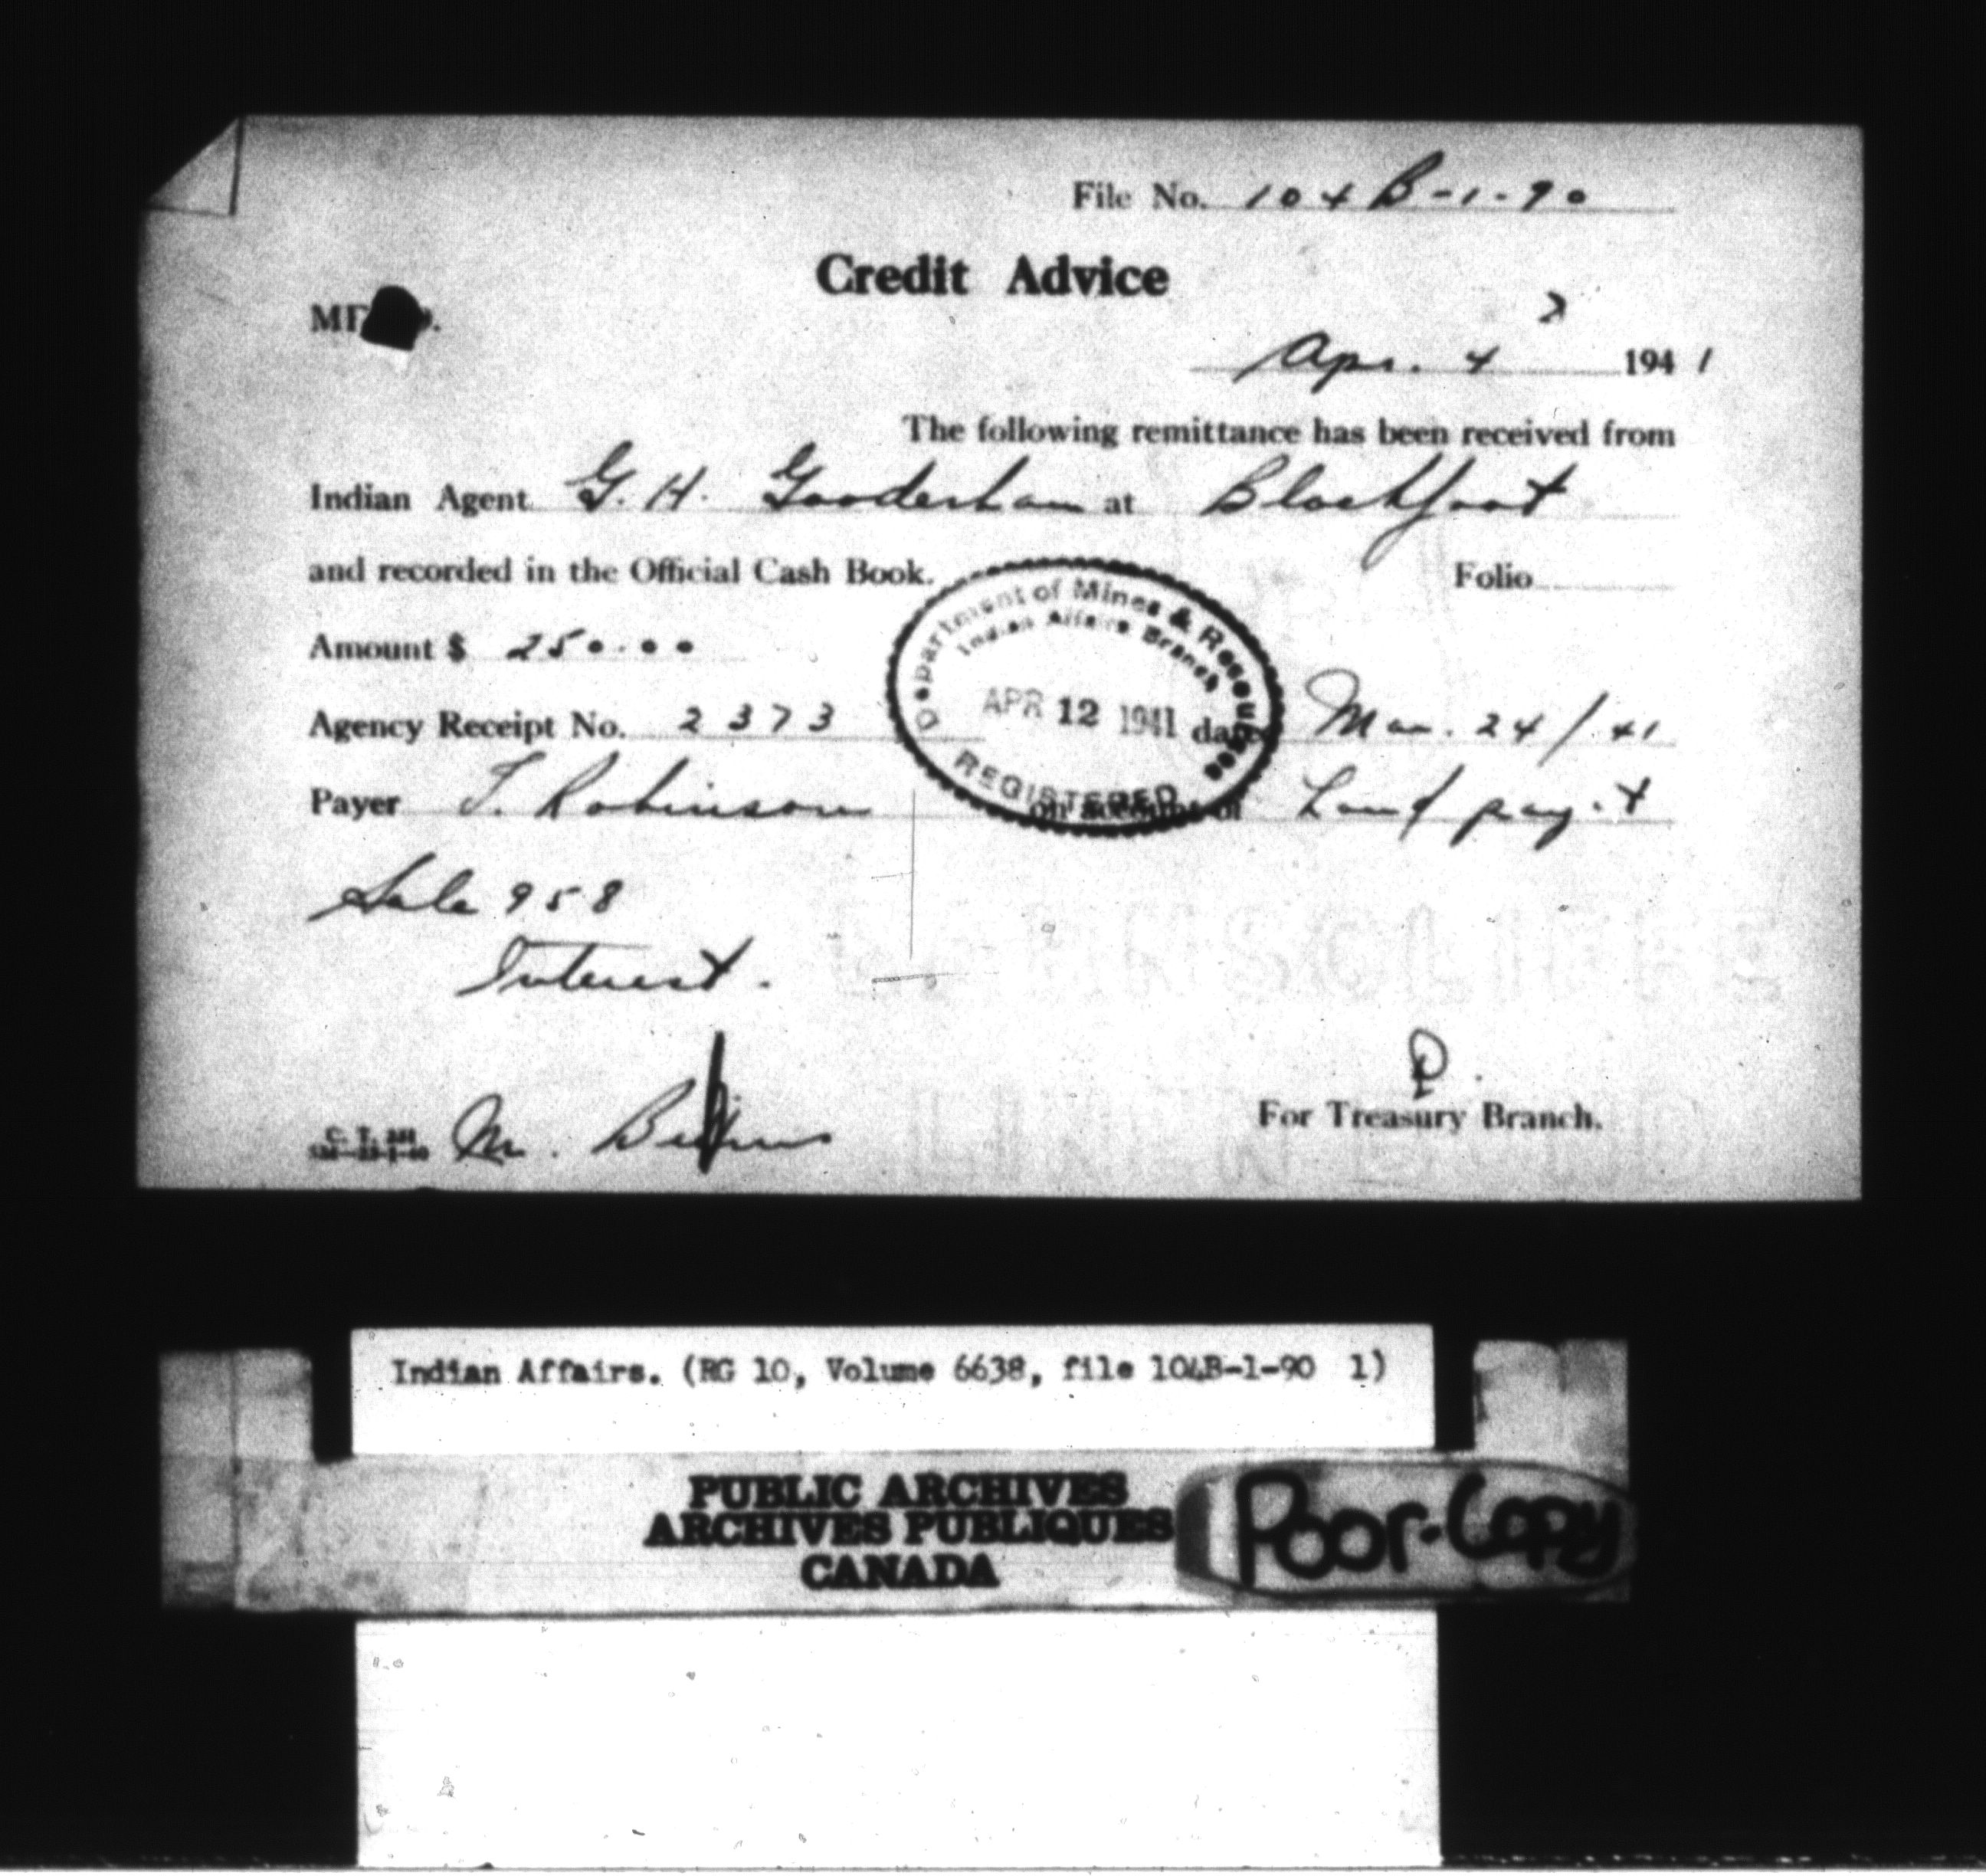 File No. 104B-1-90
Credit Advice
Apr. 4 1941
The following remittance has been received from
Indian Agent G. H. Gooderham at Blackfoot
and recorded in the Official Cash Book. Folio
Amount $ 250.00
Department of Mines & Resources
Indian Affairs Branch
APR 12 1941
REGISTERED
Agency Receipt No. 2373 date Mar. 24/41
Payer T. Robinson on account of Land pay't
Sale 958
Interest.
For Treasury Branch.
M.
Indian Affairs. (RG 10, Volume 6638, file 104B-1-90 1)
PUBLIC ARCHIVES
ARCHIVES PUBLIQUES
CANADA
Poor-Copy